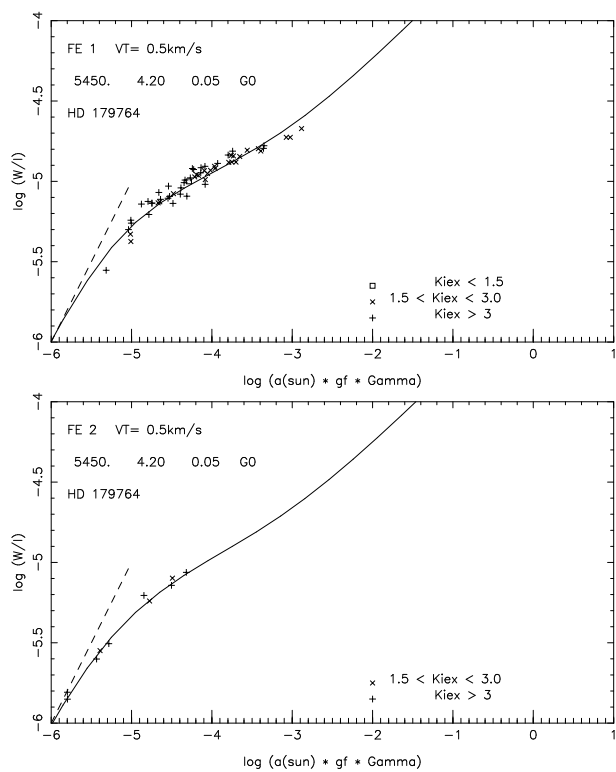 -4
FE 1 VT= 0.5km/s
5450. 4.20 0.05 G0
HD 179764
-4.5
log (W/l)
-5
-5.5
Kiex < 1.5
1.5 < Kiex < 3.0
Kiex > 3
-6
-6 -5 -4 -3 -2 -1 0 1
log (a(sun) * gf * Gamma)
-4
FE 2 VT= 0.5km/s
5450. 4.20 0.05 G0
HD 179764
-4.5
log (W/l)
-5
-5.5
1.5 < Kiex < 3.0
Kiex > 3
-6
-6 -5 -4 -3 -2 -1 0 1
log (a(sun) * gf * Gamma)